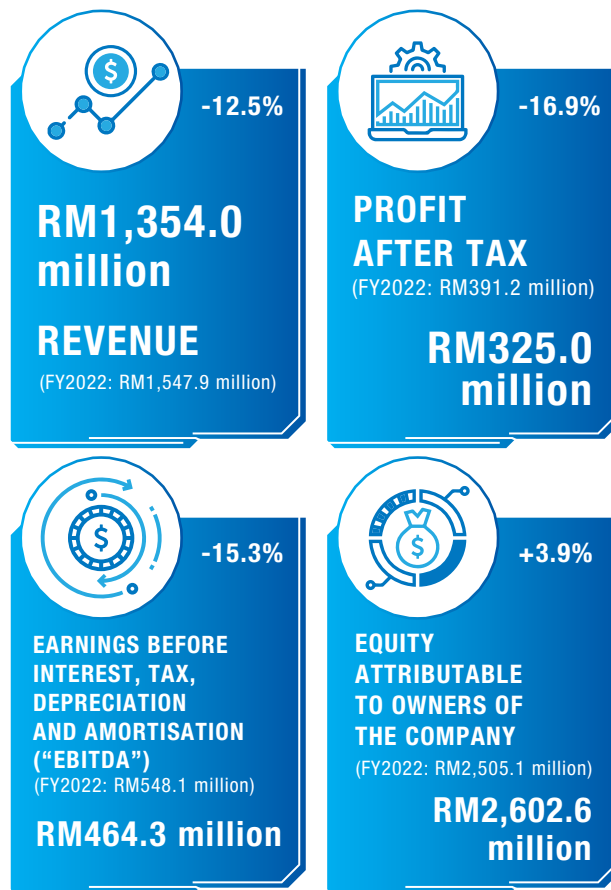 -12.5%
RM1,354.0
million
REVENUE
(FY2022: RM1,547.9 million)
-16.9%
PROFIT
AFTER TAX
(FY2022: RM391.2 million)
RM325.0
million
-15.3%
EARNINGS BEFORE
INTEREST, TAX,
DEPRECIATION
AND AMORTISATION
(“EBITDA”)
(FY2022: RM548.1 million)
RM464.3 million
+3.9%
EQUITY
ATTRIBUTABLE
TO OWNERS OF
THE COMPANY
(FY2022: RM2,505.1 million)
RM2,602.6
million